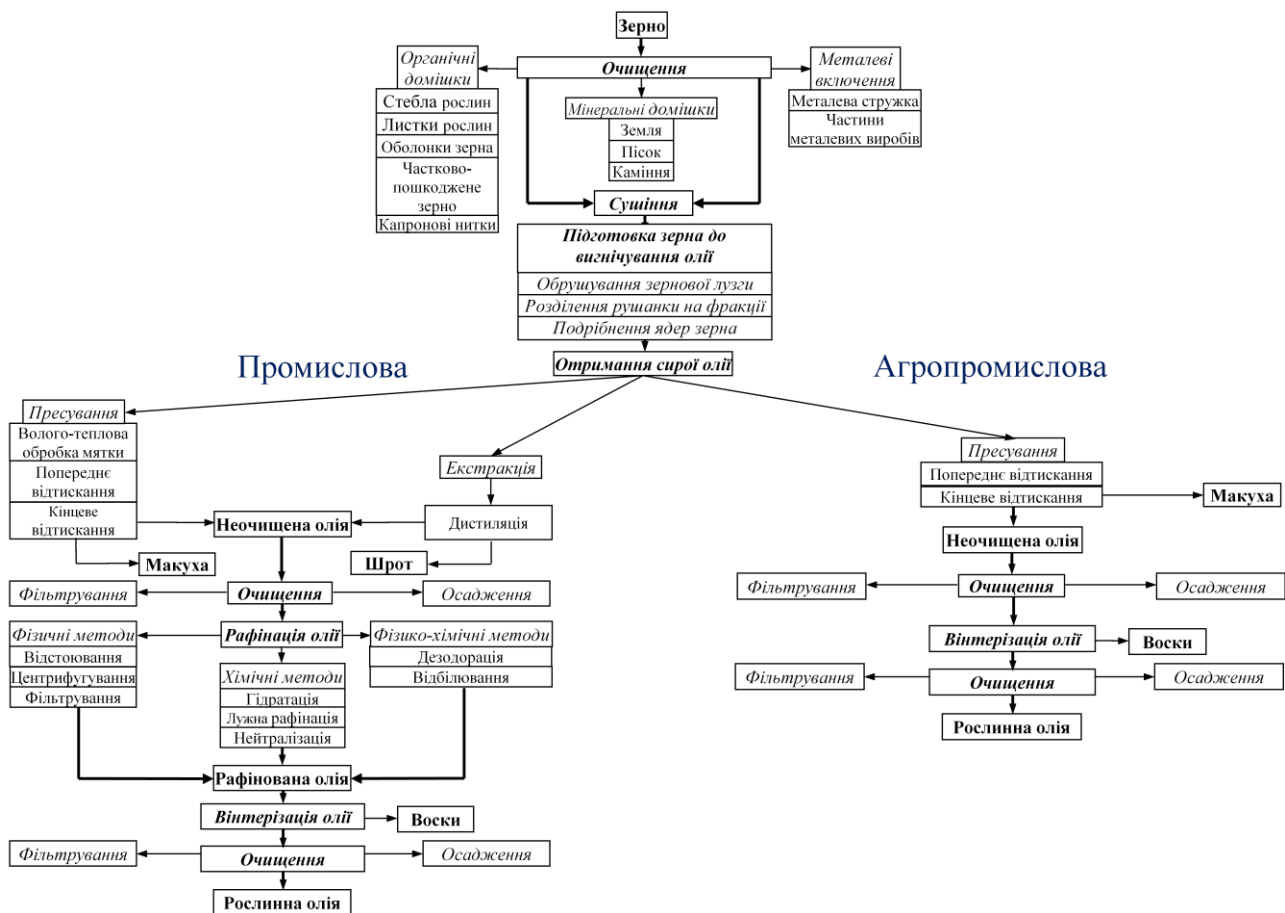 Зерно
Органічні
домішки
Очищення
Металеві
включення
Стебла рослин
Листки рослин
Оболонки зерна
Частково-
пошкоджене
зерно
Капронові нитки
Мінеральні домішки
Земля
Пісок
Каміння
Металева стружка
Частини
металевих виробів
Сушіння
Підготовка зерна до
вигнічування олії
Обрушування зернової лузги
Розділення рушанки на фракції
Подрібнення ядер зерна
Отримання сирої олії
Промислова
Агропромислова
Пресування
Волого-теплова
обробка мятки
Попереднє
відтискання
Кінцеве
відтискання
Екстракція
Дистиляція
Неочищена олія
Макуха
Шрот
Фільтрування
Очищення
Осадження
Фізичні методи
Відстоювання
Центрифугування
Фільтрування
Рафінація олії
Хімічні методи
Гідратація
Лужна рафінація
Нейтралізація
Фізико-хімічні методи
Дезодорація
Відбілювання
Рафінована олія
Вінтерізація олії
Воски
Фільтрування
Очищення
Осадження
Рослинна олія
Пресування
Попереднє відтискання
Кінцеве відтискання
Макуха
Неочищена олія
Фільтрування
Очищення
Осадження
Вінтерізація олії
Воски
Фільтрування
Очищення
Осадження
Рослинна олія